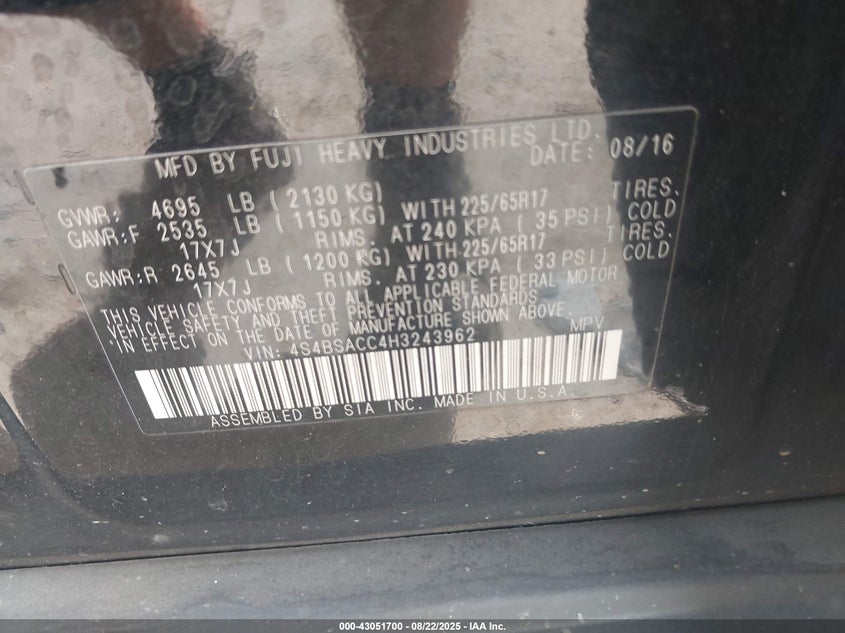 MFD BY FUJI HEAVY INDUSTRIES LTD.
DATE: 08/16
GVWR: 4695 LB (2130 KG)
GAWR:F 2535 LB (1150 KG) WITH 225/65R17 TIRES.
17X7J RIMS. AT 240 KPA (35 PSI) COLD
GAWR:R 2645 LB (1200 KG) WITH 225/65R17 TIRES.
17X7J RIMS. AT 230 KPA (33 PSI) COLD
THIS VEHICLE CONFORMS TO ALL APPLICABLE FEDERAL MOTOR
VEHICLE SAFETY AND THEFT PREVENTION STANDARDS
IN EFFECT ON THE DATE OF MANUFACTURE SHOWN ABOVE.
VIN: 4S4BSACC4H3243962 MPV
ASSEMBLED BY SIA INC. MADE IN U.S.A.
000-43051700 - 08/22/2025 - IAA Inc.